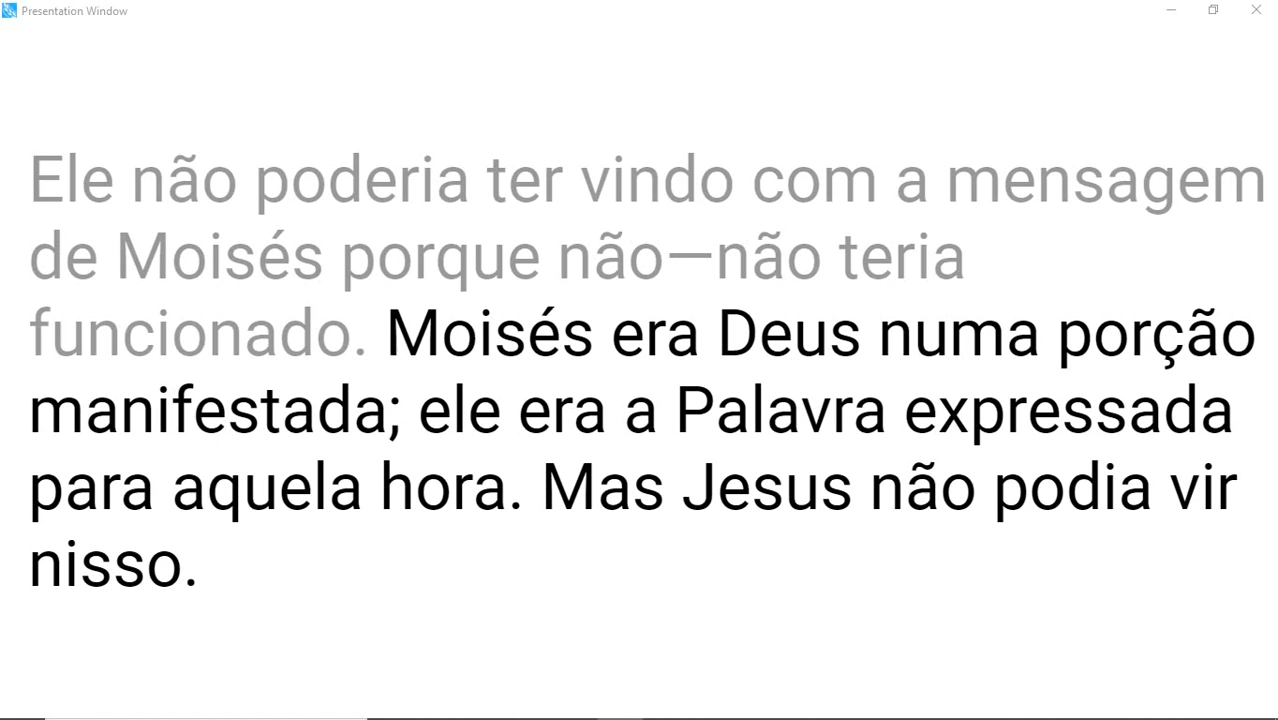 Presentation Window
Ele não poderia ter vindo com a mensagem
de Moisés porque não—não teria
funcionado. Moisés era Deus numa porção
manifestada; ele era a Palavra expressada
para aquela hora. Mas Jesus não podia vir
nisso.